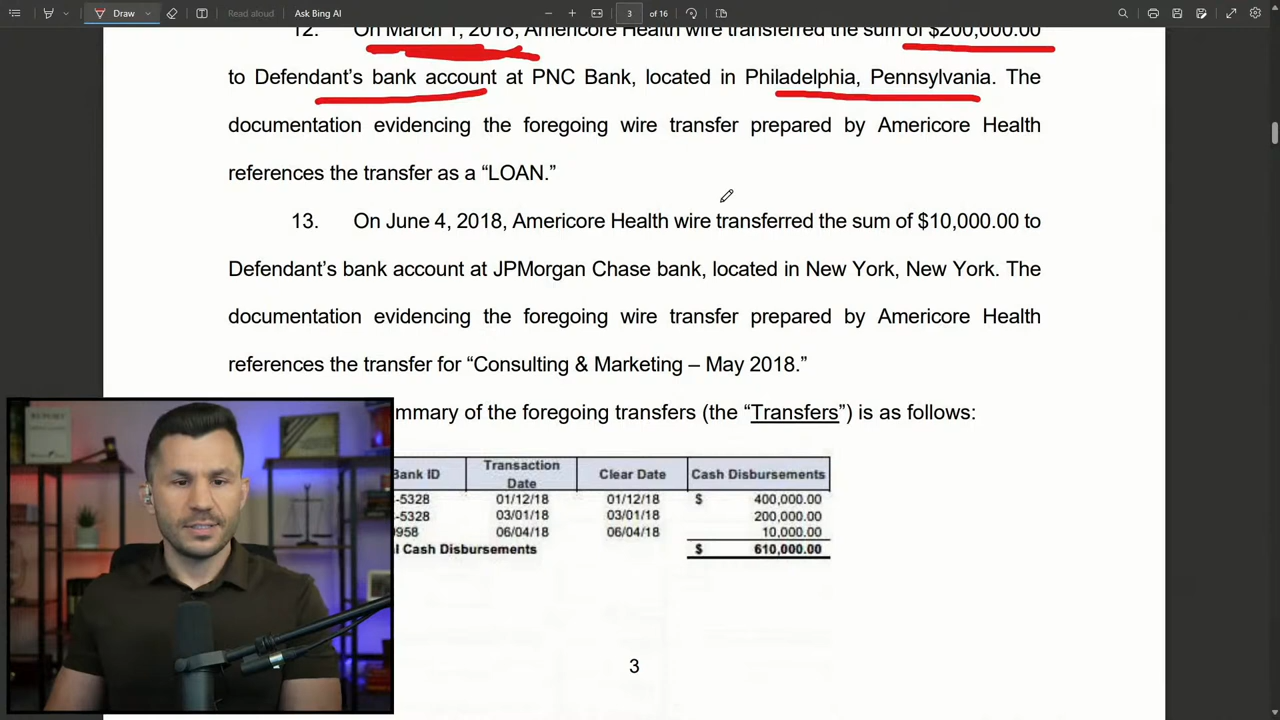 Draw
Read aloud
Ask Bing AI
3
of 16
12. On March 1, 2018, Americore Health wire transferred the sum of $200,000.00
to Defendant’s bank account at PNC Bank, located in Philadelphia, Pennsylvania. The
documentation evidencing the foregoing wire transfer prepared by Americore Health
references the transfer as a “LOAN.”
13. On June 4, 2018, Americore Health wire transferred the sum of $10,000.00 to
Defendant’s bank account at JPMorgan Chase bank, located in New York, New York. The
documentation evidencing the foregoing wire transfer prepared by Americore Health
references the transfer for “Consulting & Marketing – May 2018.”
mmary of the foregoing transfers (the “Transfers”) is as follows:
Bank ID Transaction Date Clear Date Cash Disbursements
-5328 01/12/18 01/12/18 $ 400,000.00
-5328 03/01/18 03/01/18 200,000.00
0958 06/04/18 06/04/18 10,000.00
l Cash Disbursements $ 610,000.00
3